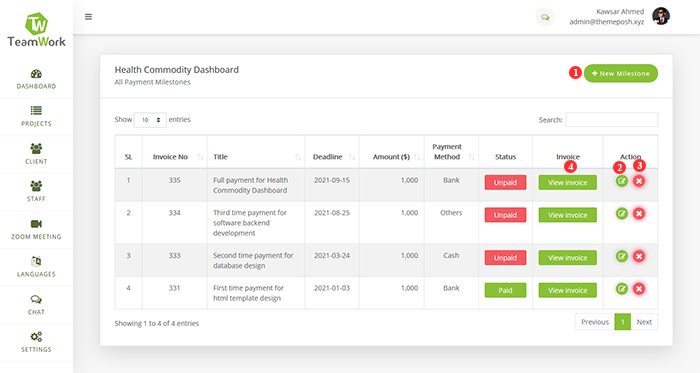 TW
TeamWork
Kawsar Ahmed
admin@themeposh.xyz
DASHBOARD
PROJECTS
CLIENT
STAFF
ZOOM MEETING
LANGUAGES
CHAT
SETTINGS
Health Commodity Dashboard
All Payment Milestones
1
+ New Milestone
Show 10 entries
Search:
SL Invoice No Title Deadline Amount ($) Payment Method Status Invoice Action
4 2 3
1 335 Full payment for Health 2021-09-15 1,000 Bank Unpaid View invoice
Commodity Dashboard
2 334 Third time payment for 2021-08-25 1,000 Others Unpaid View invoice
software backend
development
3 333 Second time payment for 2021-03-24 1,000 Cash Unpaid View invoice
database design
4 331 First time payment for 2021-01-03 1,000 Bank Paid View invoice
html template design
Showing 1 to 4 of 4 entries
Previous 1 Next